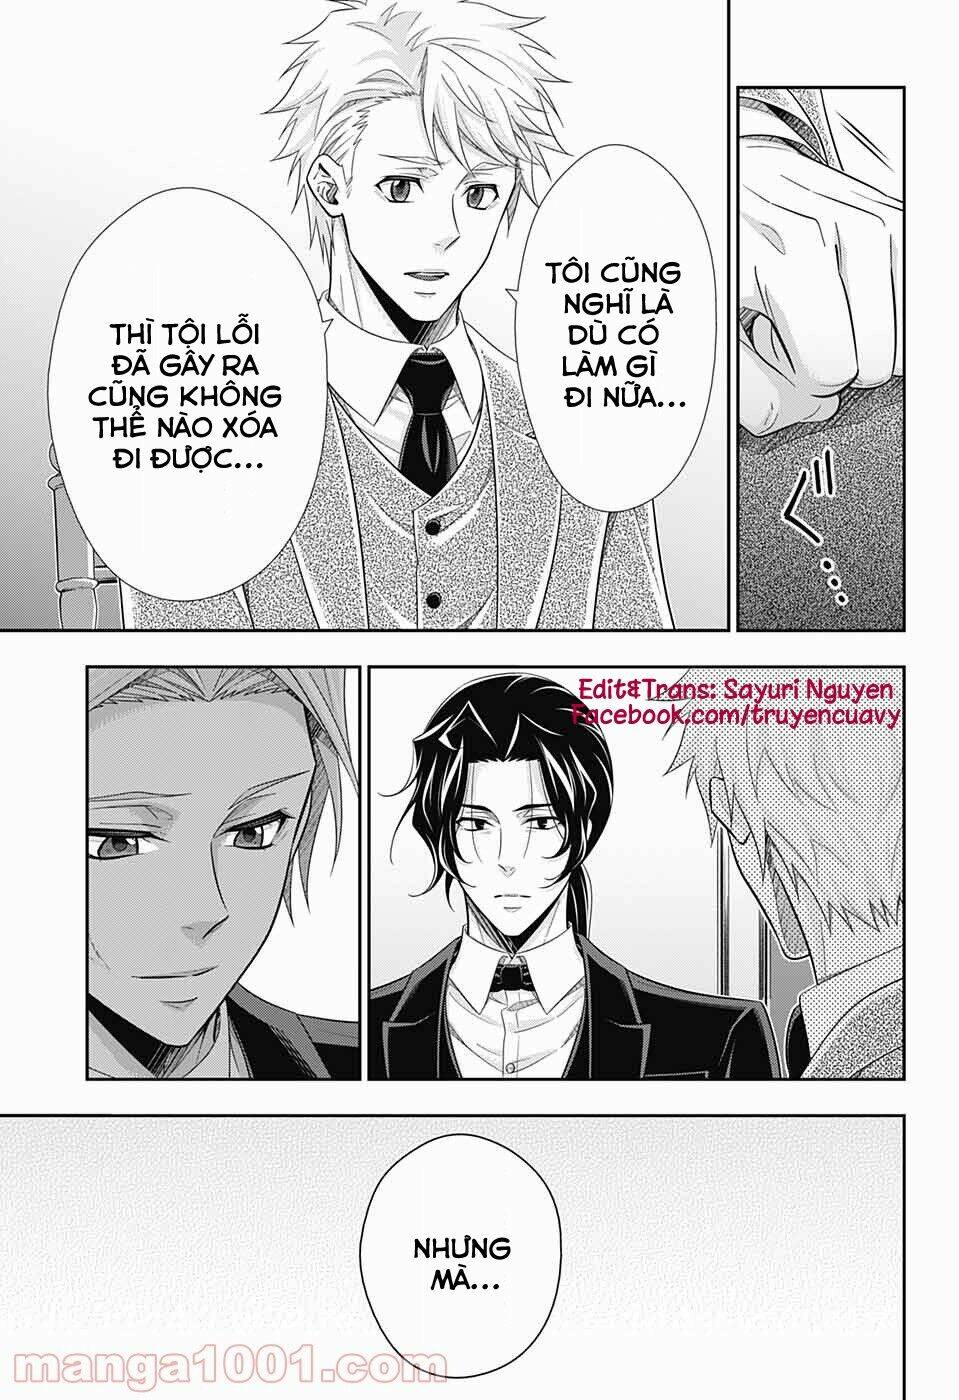 TÔI CŨNG
NGHĨ LÀ
DÙ CÓ
LÀM GÌ
ĐI NỮA...
THÌ TỘI LỖI
ĐÃ GÂY RA
CŨNG KHÔNG
THỂ NÀO XÓA
ĐI ĐƯỢC...
Edit&Trans: Sayuri Nguyen
Facebook.com/truyencuavy
NHƯNG
MÀ...
manga1001.com